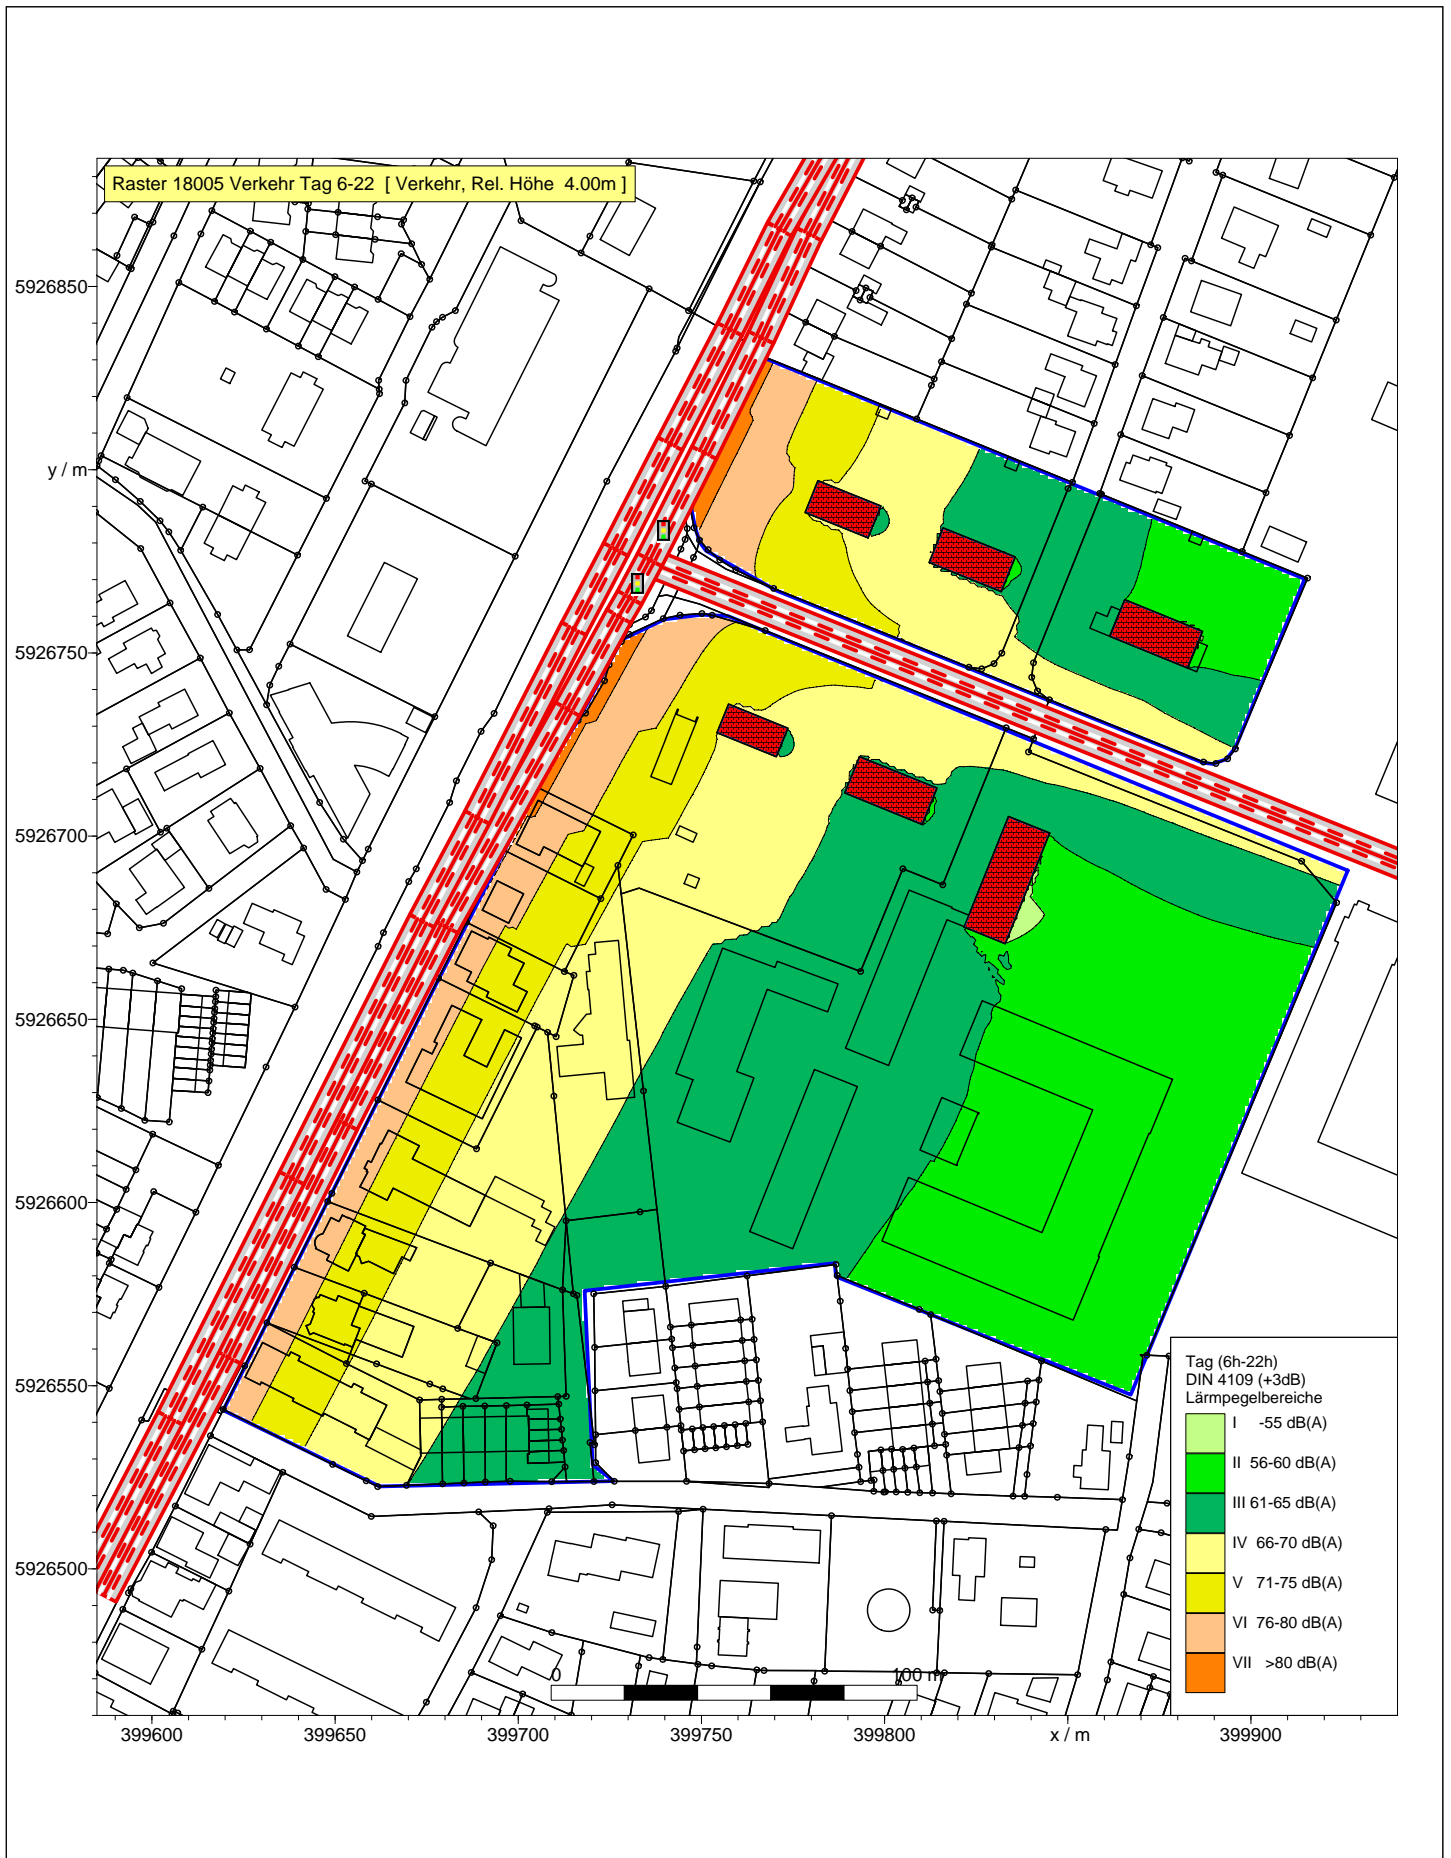 Raster 18005 Verkehr Tag 6-22 [ Verkehr, Rel. Höhe 4.00m ]
5926850
y / m
5926750
5926700
5926650
5926600
5926550
5926500
Tag (6h-22h)
DIN 4109 (+3dB)
Lärmpegelbereiche
I -55 dB(A)
II 56-60 dB(A)
III 61-65 dB(A)
IV 66-70 dB(A)
V 71-75 dB(A)
VI 76-80 dB(A)
VII >80 dB(A)
0 100 m
399600 399650 399700 399750 399800 x / m 399900